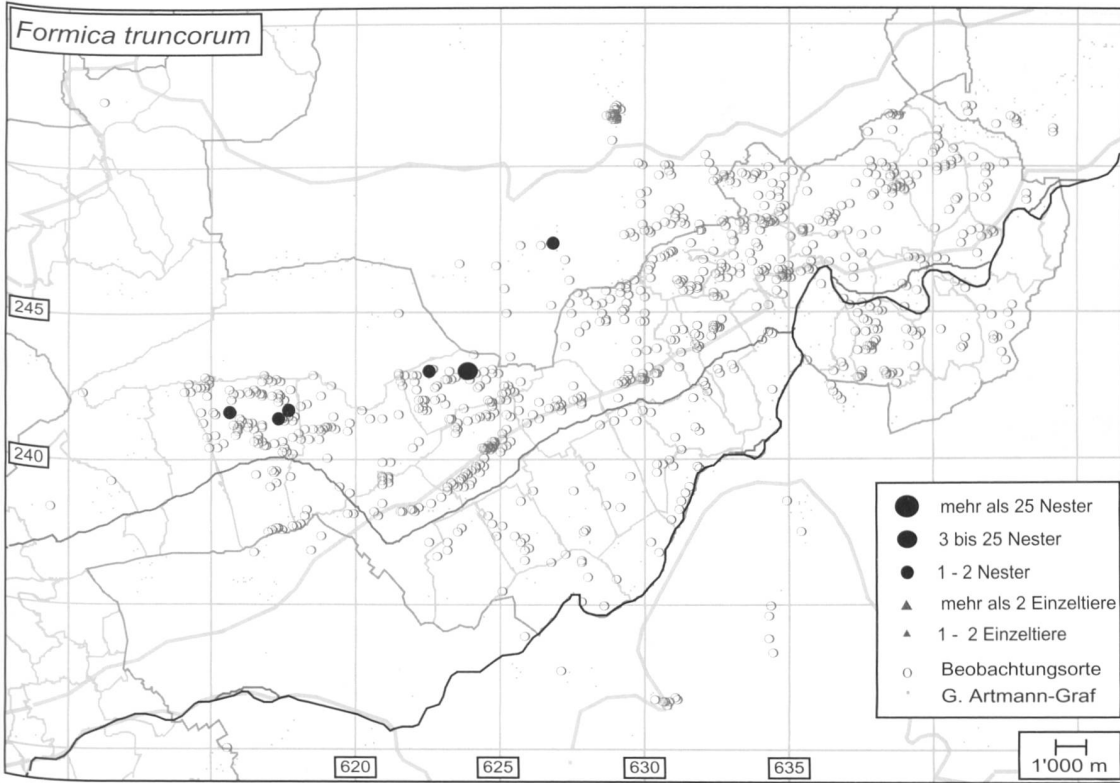 Formica truncorum
245
240
mehr als 25 Nester
3 bis 25 Nester
1 - 2 Nester
mehr als 2 Einzeltiere
1 - 2 Einzeltiere
Beobachtungsorte
G. Artmann-Graf
620
625
630
635
1'000 m